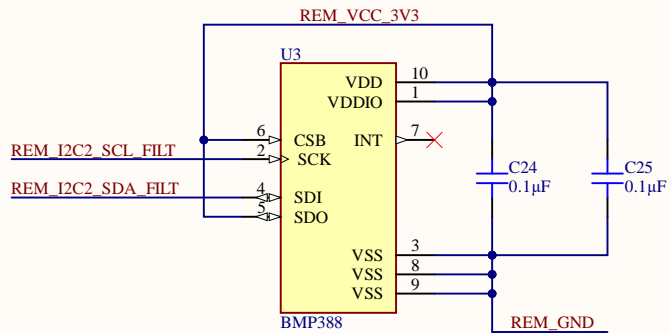 REM_VCC_3V3
U3
VDD 10
VDDIO 1
6 CSB
INT 7
REM_I2C2_SCL_FILT 2 SCK
C24
0.1µF
C25
0.1µF
REM_I2C2_SDA_FILT 4 SDI
5 SDO
VSS 3
VSS 8
VSS 9
BMP388
REM_GND